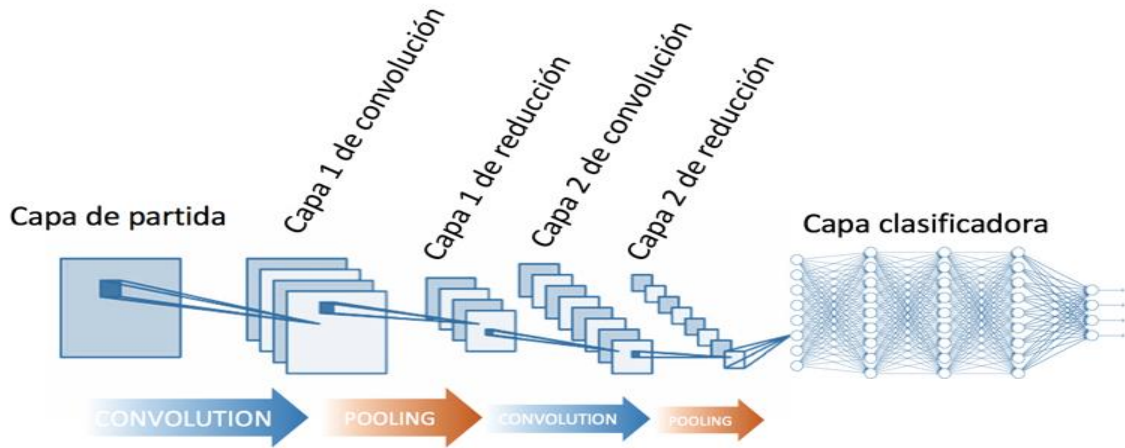 Capa de partida
Capa 1 de convolución
Capa 1 de reducción
Capa 2 de convolución
Capa 2 de reducción
Capa clasificadora
CONVOLUTION
POOLING
CONVOLUTION
POOLING